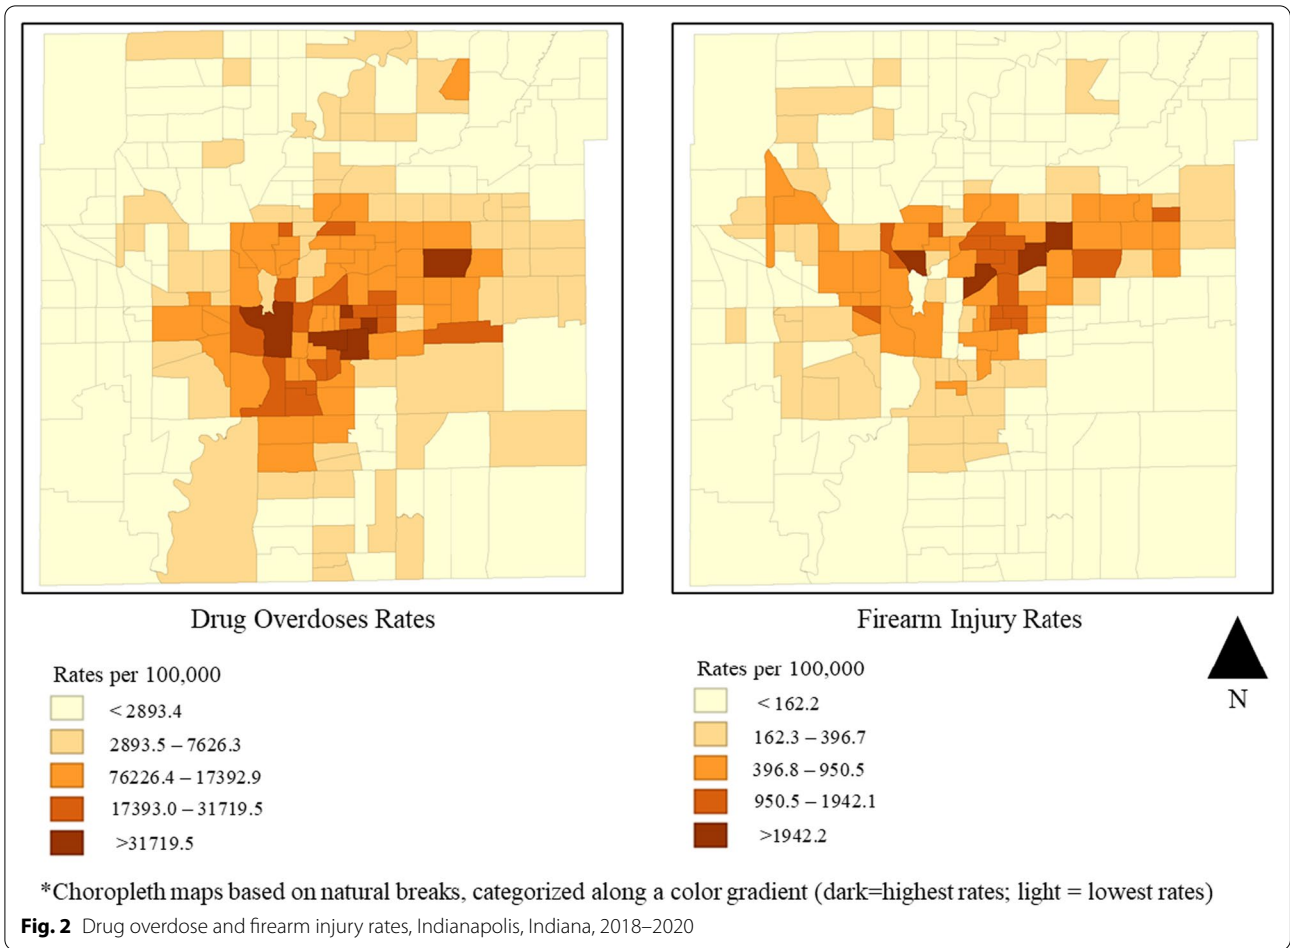 Drug Overdoses Rates
Rates per 100,000
< 2893.4
2893.5 – 7626.3
76226.4 – 17392.9
17393.0 – 31719.5
>31719.5
Firearm Injury Rates
Rates per 100,000
< 162.2
162.3 – 396.7
396.8 – 950.5
950.5 – 1942.1
>1942.2
N
*Choropleth maps based on natural breaks, categorized along a color gradient (dark=highest rates; light = lowest rates)
Fig. 2 Drug overdose and firearm injury rates, Indianapolis, Indiana, 2018–2020